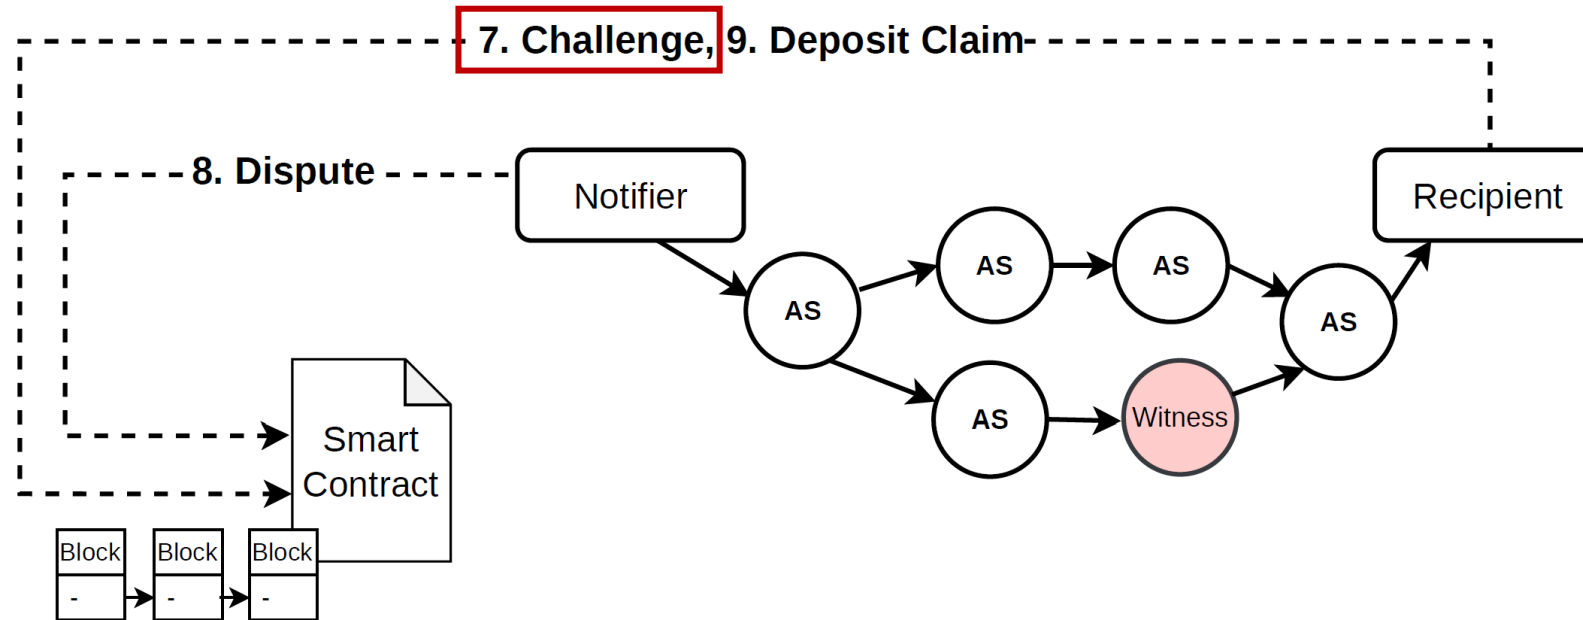 7. Challenge, 9. Deposit Claim
8. Dispute
Notifier
Recipient
AS
AS
AS
AS
AS
Witness
Smart
Contract
Block
Block
Block
-
-
-